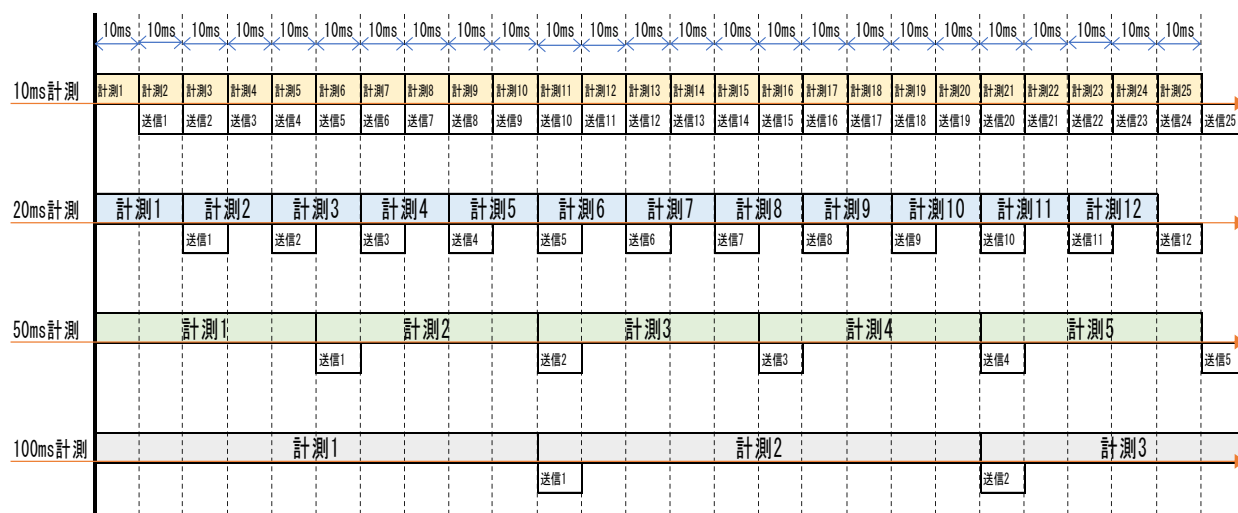 10ms 10ms 10ms 10ms 10ms 10ms 10ms 10ms 10ms 10ms 10ms 10ms 10ms 10ms 10ms 10ms 10ms 10ms 10ms 10ms 10ms 10ms 10ms 10ms 10ms
10ms計測 計測1 計測2 計測3 計測4 計測5 計測6 計測7 計測8 計測9 計測10 計測11 計測12 計測13 計測14 計測15 計測16 計測17 計測18 計測19 計測20 計測21 計測22 計測23 計測24 計測25
送信1 送信2 送信3 送信4 送信5 送信6 送信7 送信8 送信9 送信10 送信11 送信12 送信13 送信14 送信15 送信16 送信17 送信18 送信19 送信20 送信21 送信22 送信23 送信24 送信25
20ms計測 計測1 計測2 計測3 計測4 計測5 計測6 計測7 計測8 計測9 計測10 計測11 計測12
送信1 送信2 送信3 送信4 送信5 送信6 送信7 送信8 送信9 送信10 送信11 送信12
50ms計測 計測1 計測2 計測3 計測4 計測5
送信1 送信2 送信3 送信4 送信5
100ms計測 計測1 計測2 計測3
送信1 送信2